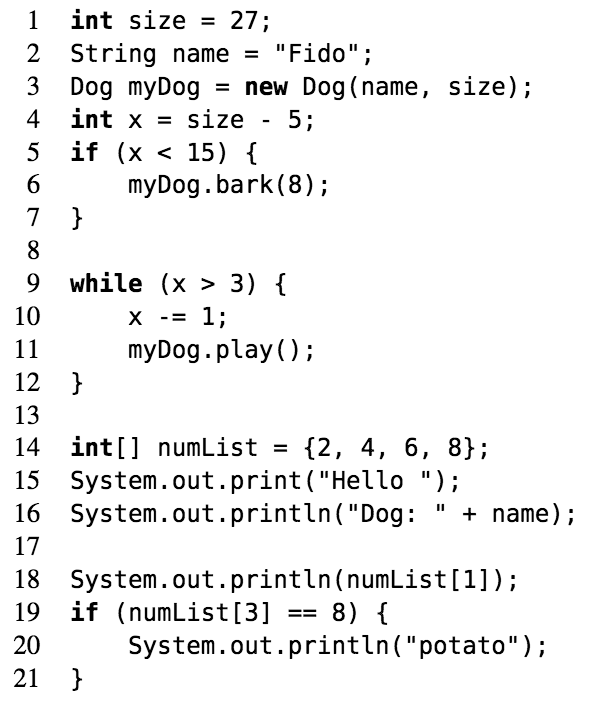 1 int size = 27;
2 String name = "Fido";
3 Dog myDog = new Dog(name, size);
4 int x = size - 5;
5 if (x < 15) {
6     myDog.bark(8);
7 }
8
9 while (x > 3) {
10     x -= 1;
11     myDog.play();
12 }
13
14 int[] numList = {2, 4, 6, 8};
15 System.out.print("Hello ");
16 System.out.println("Dog: " + name);
17
18 System.out.println(numList[1]);
19 if (numList[3] == 8) {
20     System.out.println("potato");
21 }